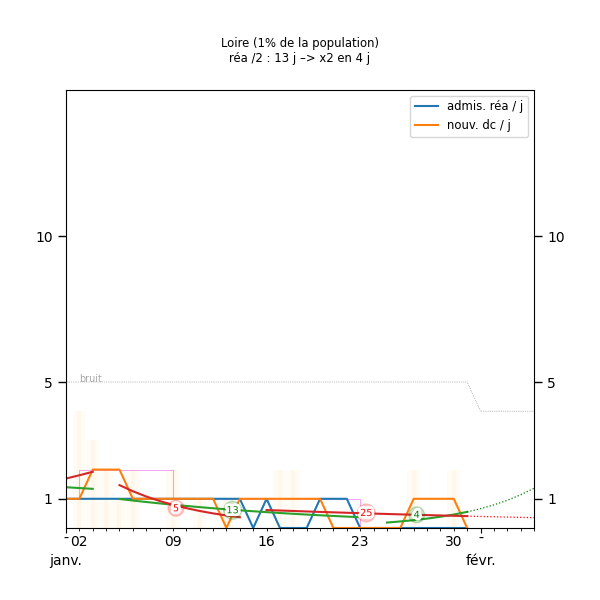 Loire (1% de la population)
réa /2 : 13 j –> x2 en 4 j
admis. réa / j
nouv. dc / j
10
10
5
5
bruit
1
1
5
-13
-25
4
02
09
16
23
30
janv.
févr.